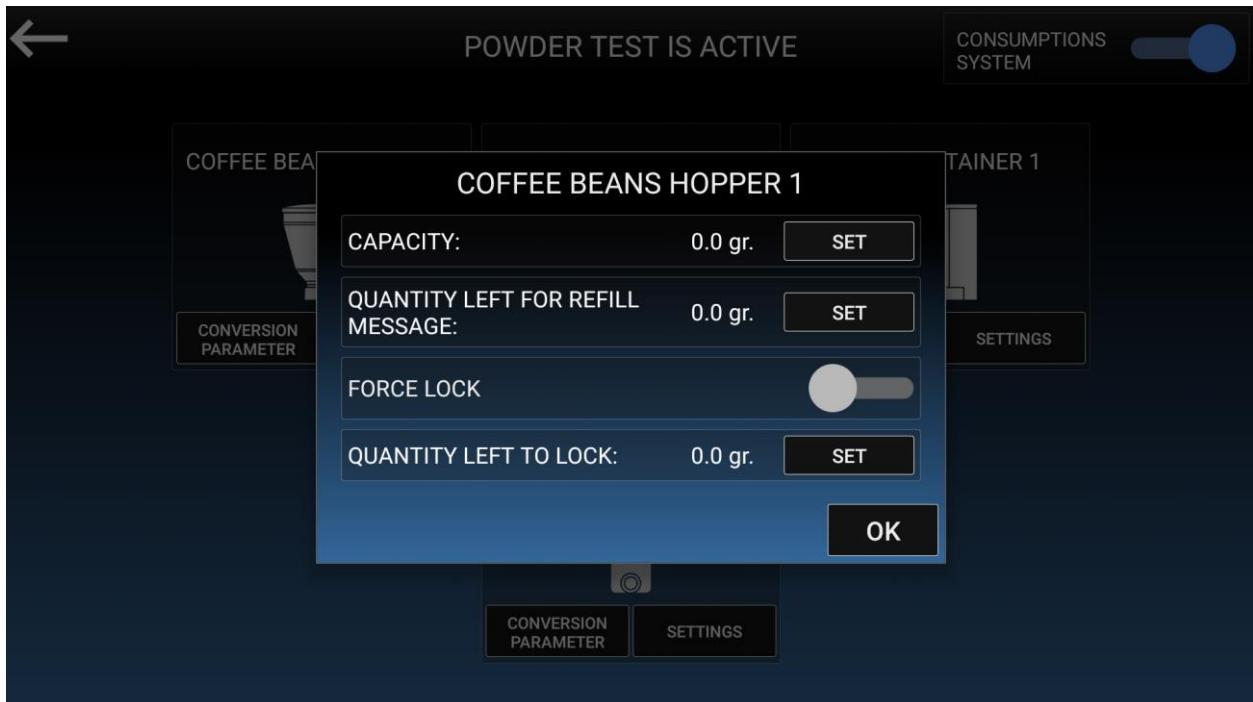 POWDER TEST IS ACTIVE
CONSUMPTIONS
SYSTEM
COFFEE BEA
TAINER 1
COFFEE BEANS HOPPER 1
CAPACITY: 0.0 gr. SET
QUANTITY LEFT FOR REFILL
MESSAGE: 0.0 gr. SET
FORCE LOCK
QUANTITY LEFT TO LOCK: 0.0 gr. SET
OK
CONVERSION
PARAMETER
SETTINGS
CONVERSION
PARAMETER
SETTINGS